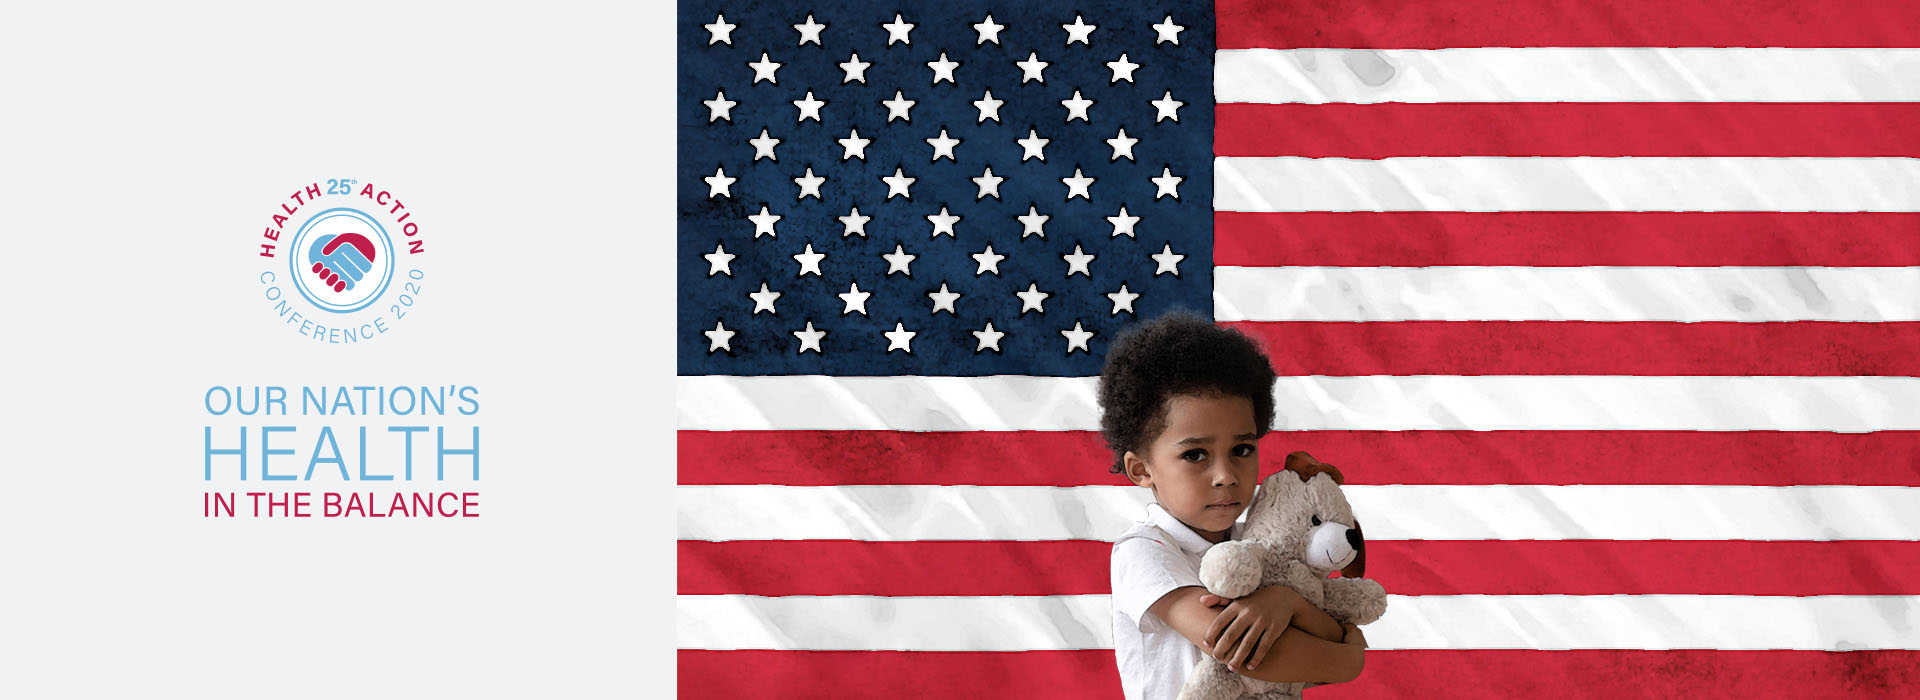 HEALTH 25th ACTION
CONFERENCE 2020
OUR NATION'S
HEALTH
IN THE BALANCE